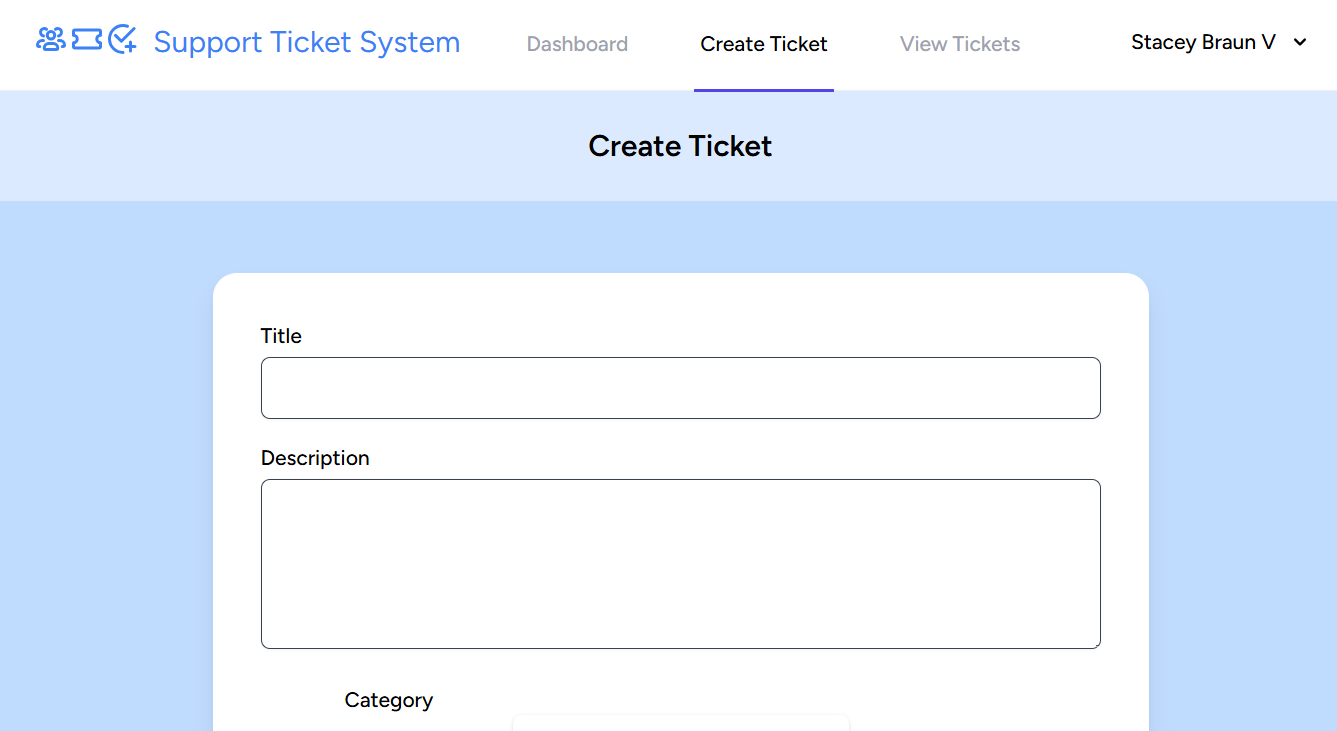 Support Ticket System
Dashboard
Create Ticket
View Tickets
Stacey Braun V
Create Ticket
Title
Description
Category